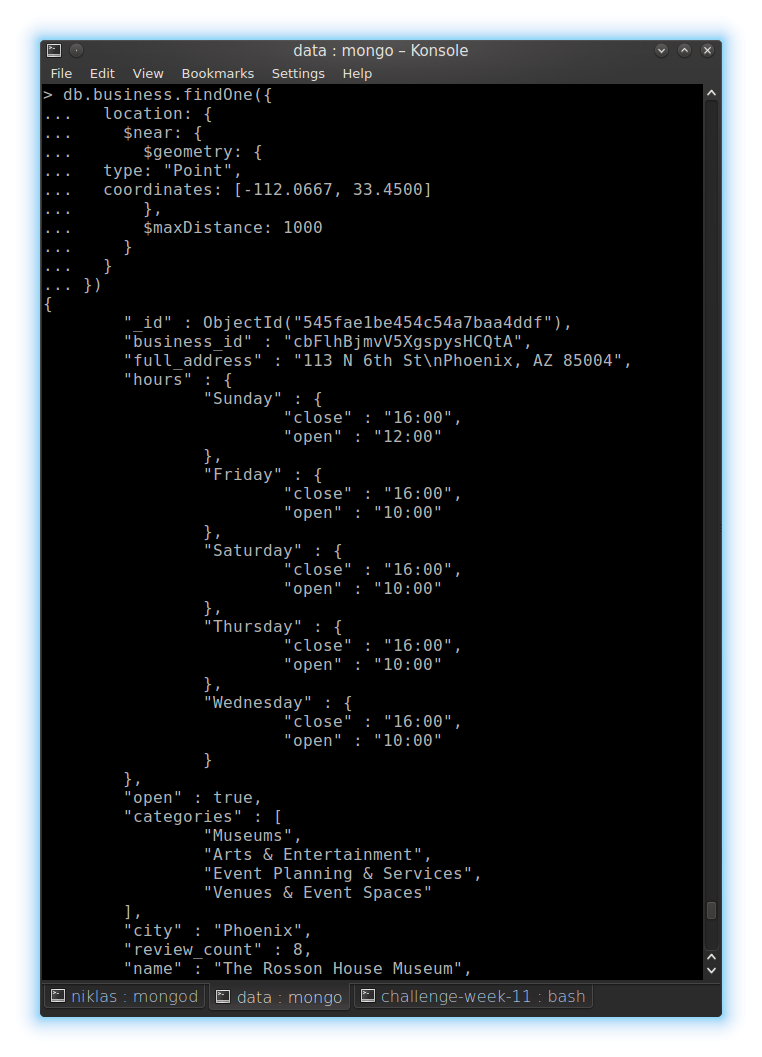 data : mongo – Konsole
File Edit View Bookmarks Settings Help
> db.business.findOne({
...   location: {
...     $near: {
...       $geometry: {
...   type: "Point",
...   coordinates: [-112.0667, 33.4500]
...       },
...       $maxDistance: 1000
...     }
...   }
... })
{
        "_id" : ObjectId("545fae1be454c54a7baa4ddf"),
        "business_id" : "cbFlhBjmvV5XgspysHCQtA",
        "full_address" : "113 N 6th St\nPhoenix, AZ 85004",
        "hours" : {
                "Sunday" : {
                        "close" : "16:00",
                        "open" : "12:00"
                },
                "Friday" : {
                        "close" : "16:00",
                        "open" : "10:00"
                },
                "Saturday" : {
                        "close" : "16:00",
                        "open" : "10:00"
                },
                "Thursday" : {
                        "close" : "16:00",
                        "open" : "10:00"
                },
                "Wednesday" : {
                        "close" : "16:00",
                        "open" : "10:00"
                }
        },
        "open" : true,
        "categories" : [
                "Museums",
                "Arts & Entertainment",
                "Event Planning & Services",
                "Venues & Event Spaces"
        ],
        "city" : "Phoenix",
        "review_count" : 8,
        "name" : "The Rosson House Museum",
niklas : mongod data : mongo challenge-week-11 : bash